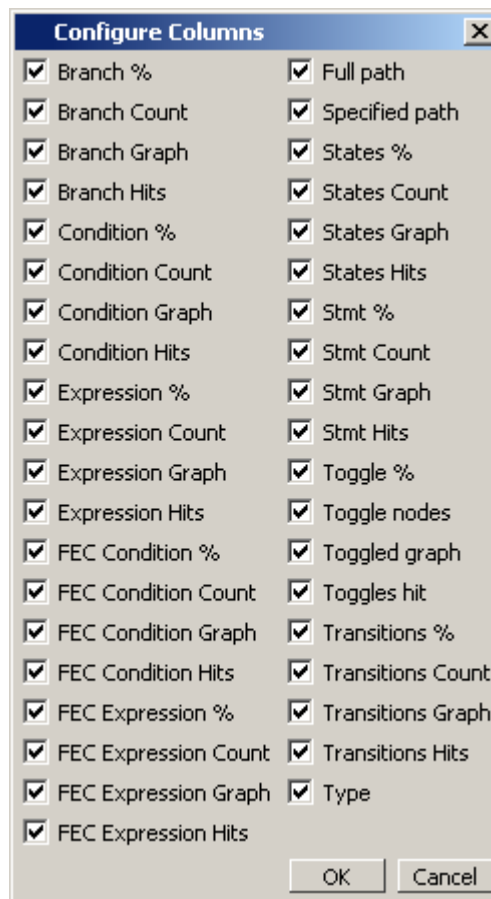 Configure Columns
Branch %
Branch Count
Branch Graph
Branch Hits
Condition %
Condition Count
Condition Graph
Condition Hits
Expression %
Expression Count
Expression Graph
Expression Hits
FEC Condition %
FEC Condition Count
FEC Condition Graph
FEC Condition Hits
FEC Expression %
FEC Expression Count
FEC Expression Graph
FEC Expression Hits
Full path
Specified path
States %
States Count
States Graph
States Hits
Stmt %
Stmt Count
Stmt Graph
Stmt Hits
Toggle %
Toggle nodes
Toggled graph
Toggles hit
Transitions %
Transitions Count
Transitions Graph
Transitions Hits
Type
OK
Cancel